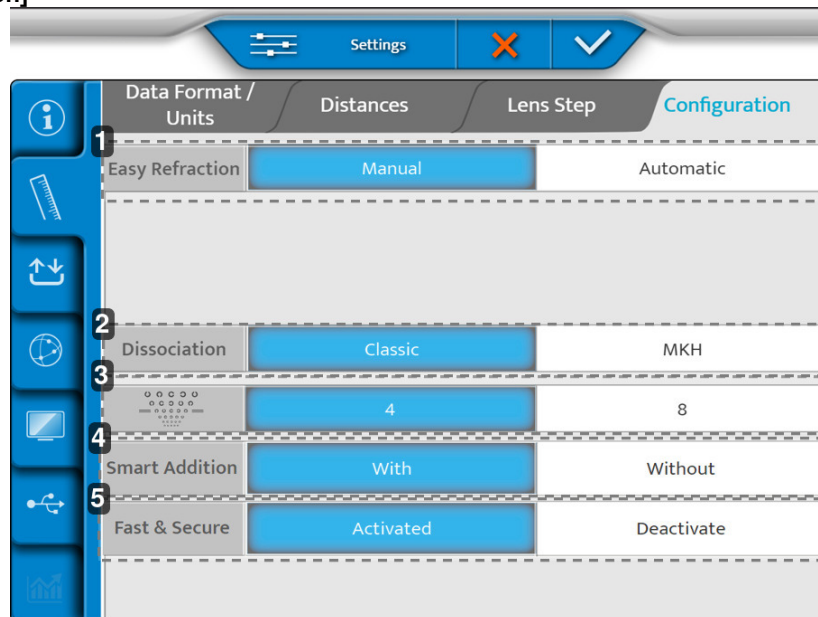 Settings
Data Format /
Units
Distances
Lens Step
Configuration
1
Easy Refraction
Manual
Automatic
2
Dissociation
Classic
MKH
3
4
8
4
Smart Addition
With
Without
5
Fast & Secure
Activated
Deactivate